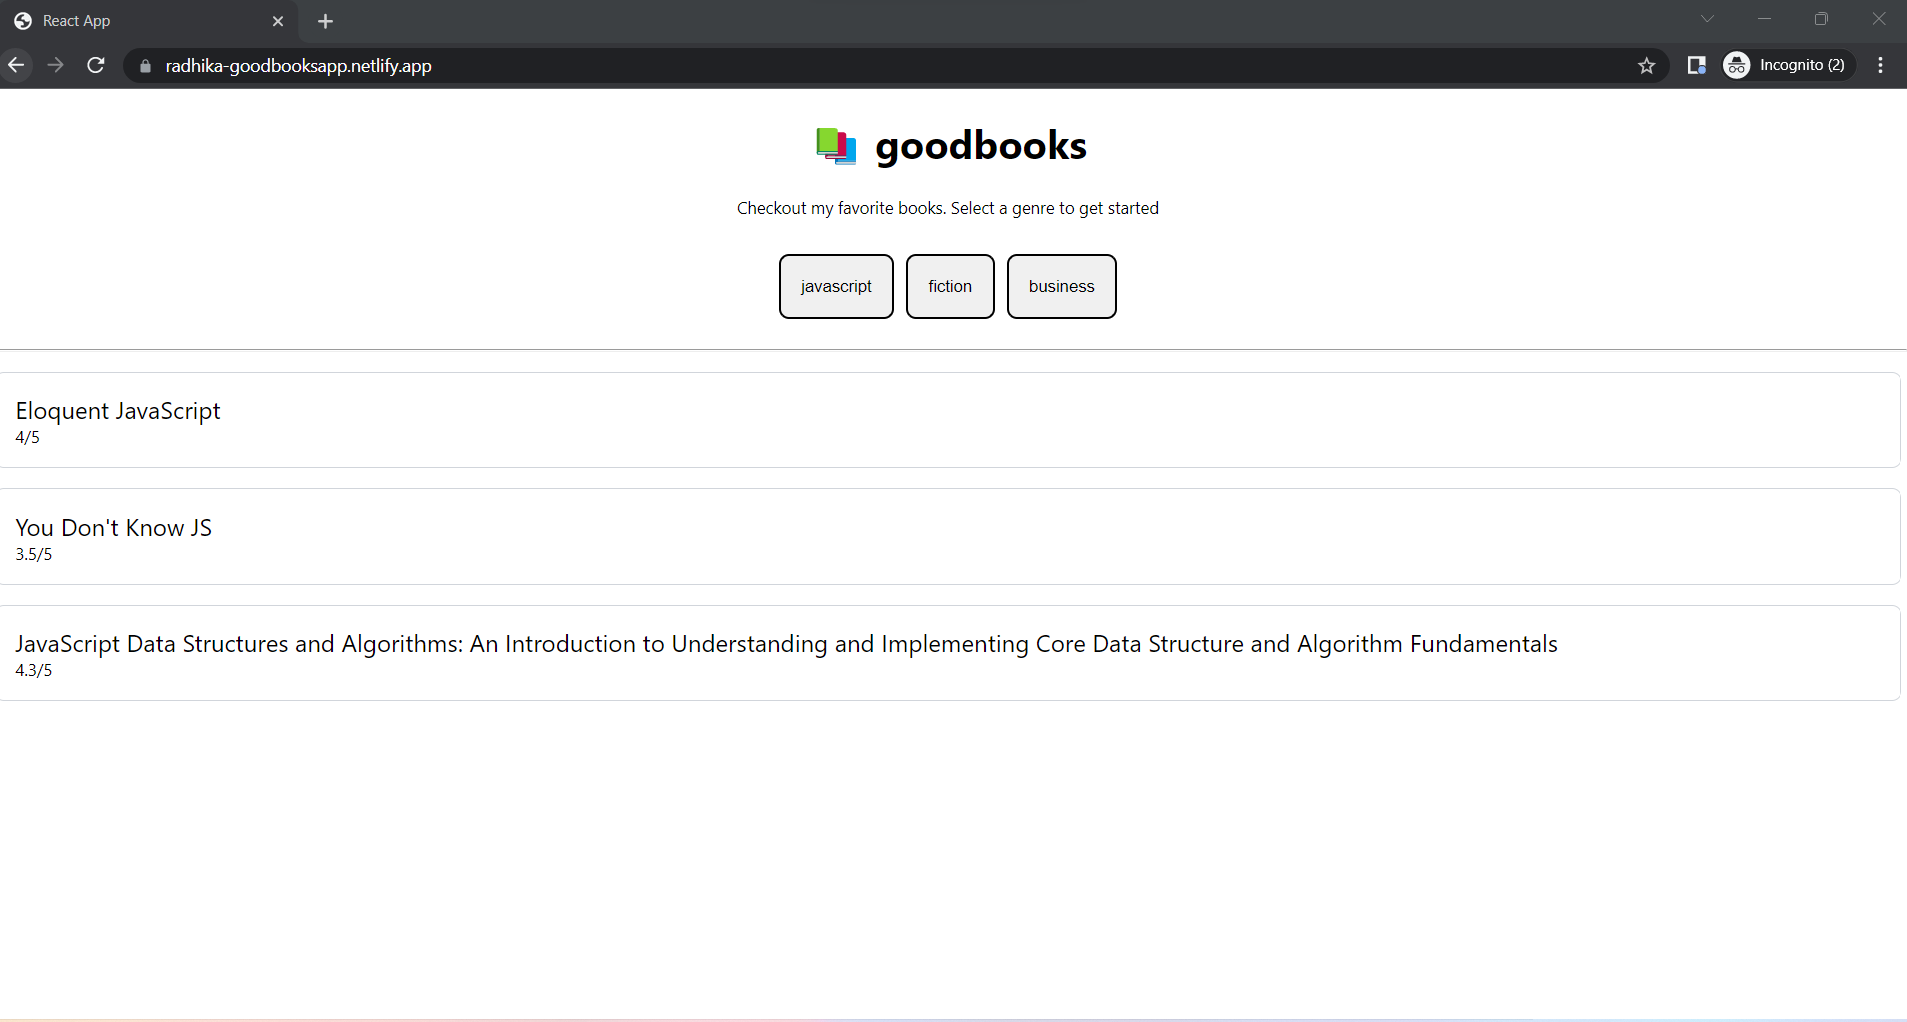 React App
radhika-goodbooksapp.netlify.app
Incognito (2)
goodbooks
Checkout my favorite books. Select a genre to get started
javascript fiction business
Eloquent JavaScript
4/5
You Don't Know JS
3.5/5
JavaScript Data Structures and Algorithms: An Introduction to Understanding and Implementing Core Data Structure and Algorithm Fundamentals
4.3/5